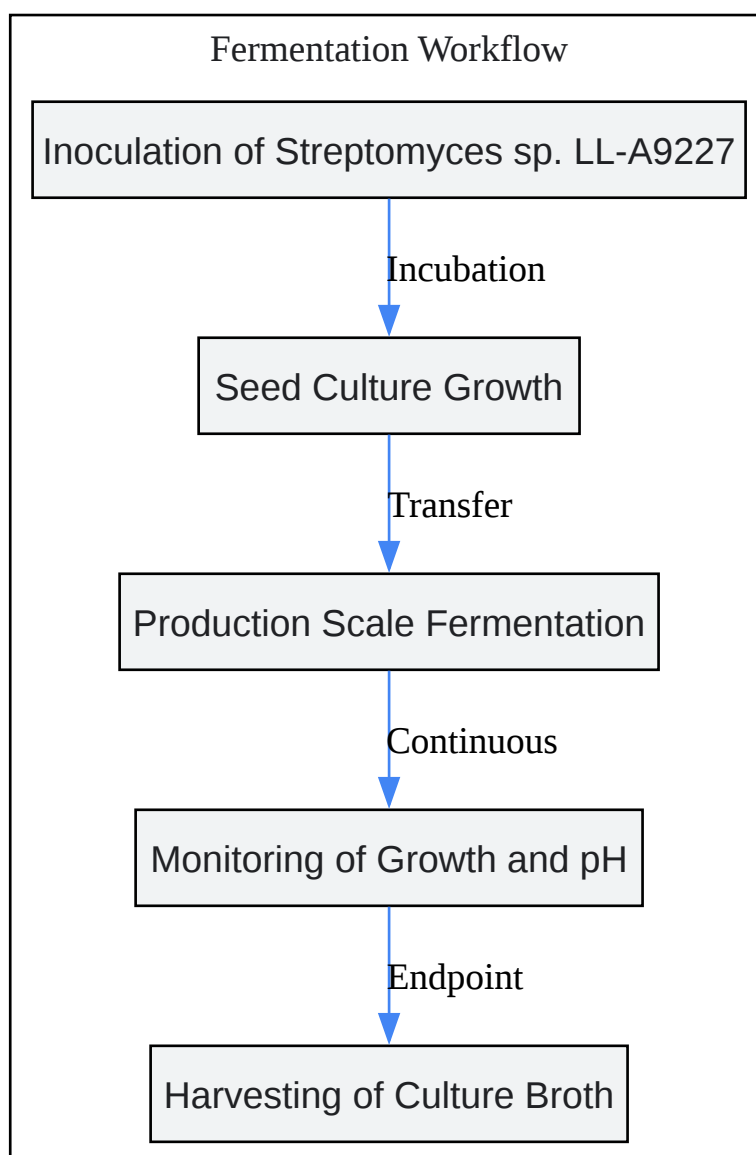 Fermentation Workflow
Inoculation of Streptomyces sp. LL-A9227
Incubation
Seed Culture Growth
Transfer
Production Scale Fermentation
Continuous
Monitoring of Growth and pH
Endpoint
Harvesting of Culture Broth